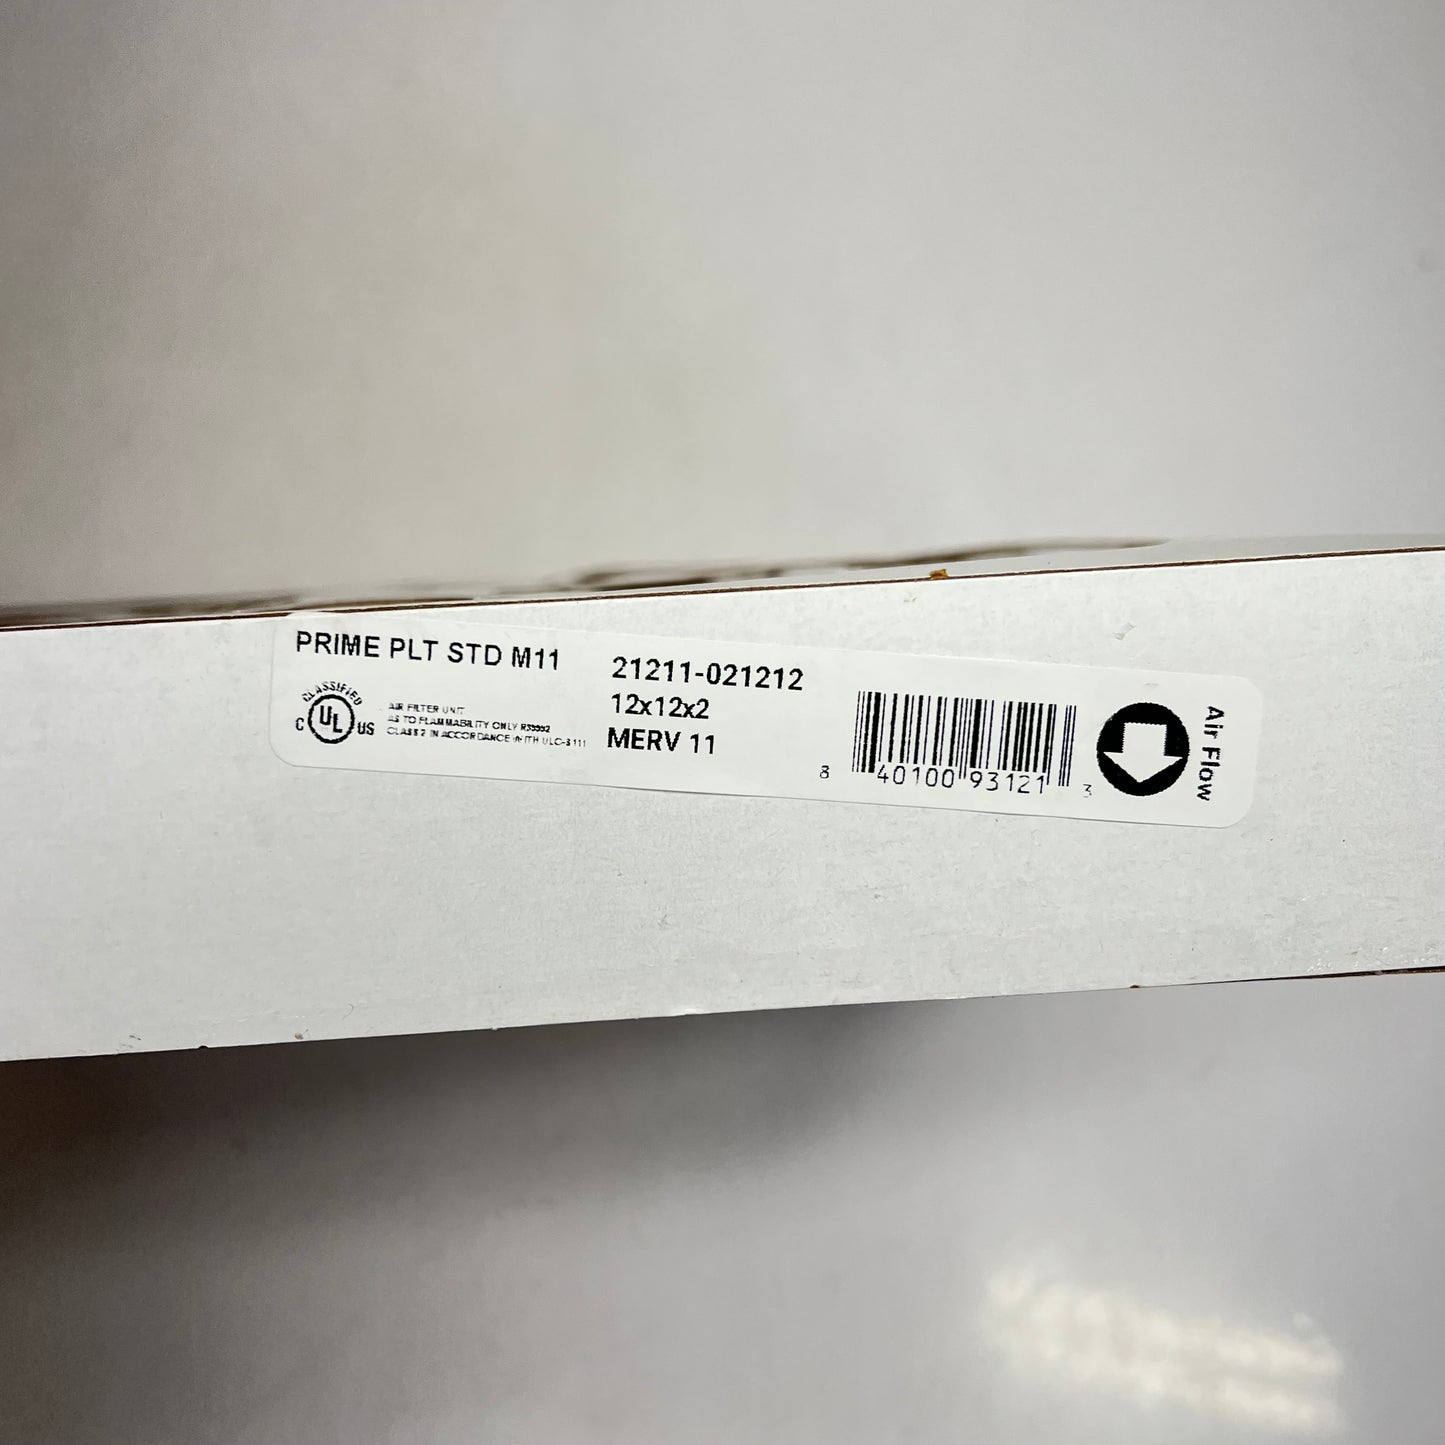 PRIME PLT STD M11
CLASSIFIED
C UL US
AIR FILTER UNIT
AS TO FLAMMABILITY ONLY
CLASS 2 IN ACCORDANCE WITH ULC-S111
21211-021212
12x12x2
MERV 11
8 40100 93121 3
Air Flow